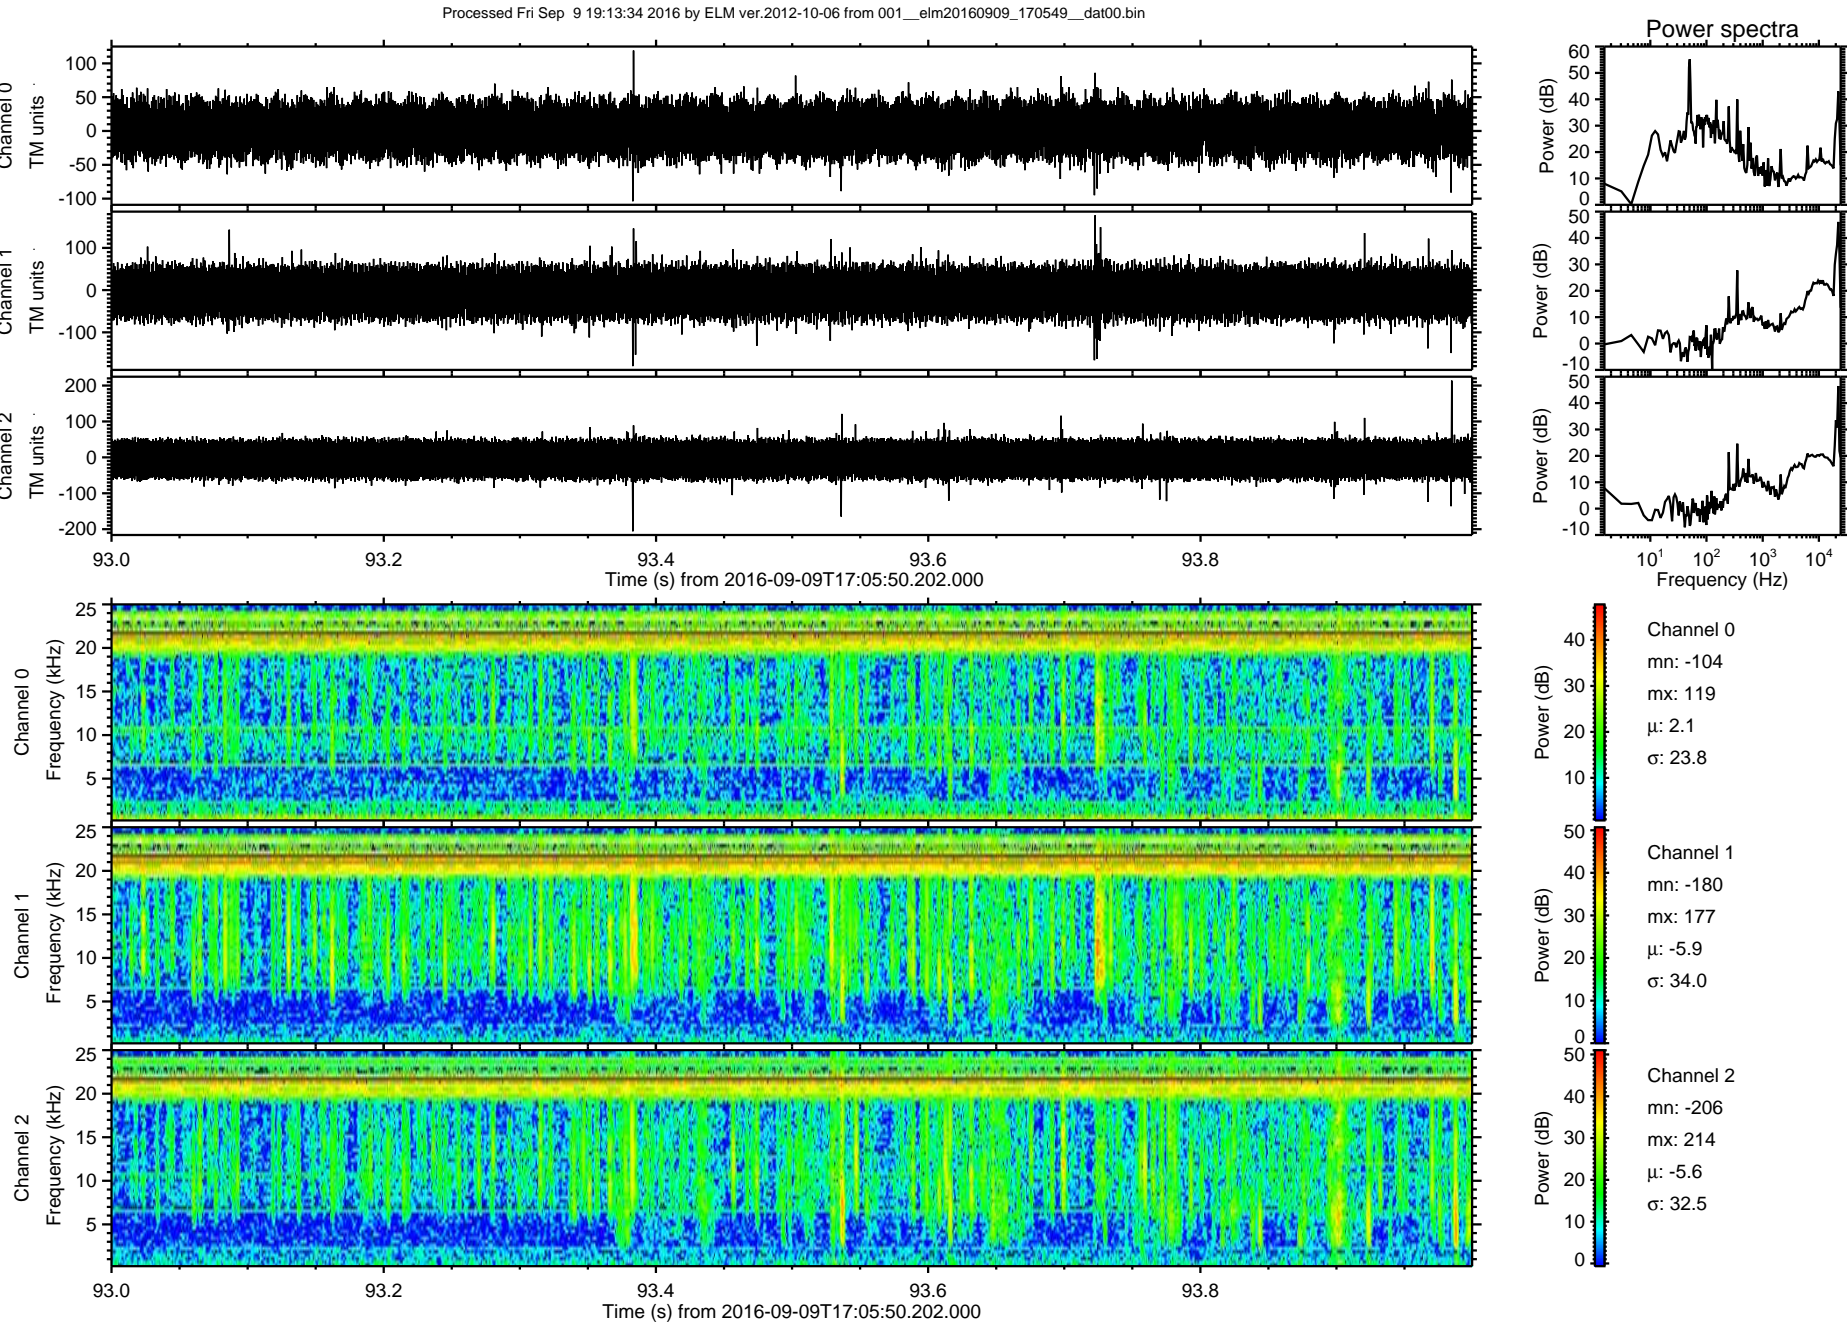 Processed Fri Sep 9 19:13:34 2016 by ELM ver.2012-10-06 from 001__elm20160909_170549__dat00.bin
Power spectra
Channel 0
TM units
100
50
0
-50
-100
Power (dB)
60
50
40
30
20
10
0
Channel 1
TM units
100
0
-100
Power (dB)
50
40
30
20
10
0
-10
Channel 2
TM units
200
100
0
-100
-200
Power (dB)
50
40
30
20
10
0
-10
93.0 93.2 93.4 93.6 93.8
Time (s) from 2016-09-09T17:05:50.202.000
10¹ 10² 10³ 10⁴
Frequency (Hz)
Channel 0
Frequency (kHz)
25
20
15
10
5
Power (dB)
40
30
20
10
Channel 0
mn: -104
mx: 119
μ: 2.1
σ: 23.8
Channel 1
Frequency (kHz)
25
20
15
10
5
Power (dB)
50
40
30
20
10
0
Channel 1
mn: -180
mx: 177
μ: -5.9
σ: 34.0
Channel 2
Frequency (kHz)
25
20
15
10
5
Power (dB)
50
40
30
20
10
0
Channel 2
mn: -206
mx: 214
μ: -5.6
σ: 32.5
93.0 93.2 93.4 93.6 93.8
Time (s) from 2016-09-09T17:05:50.202.000